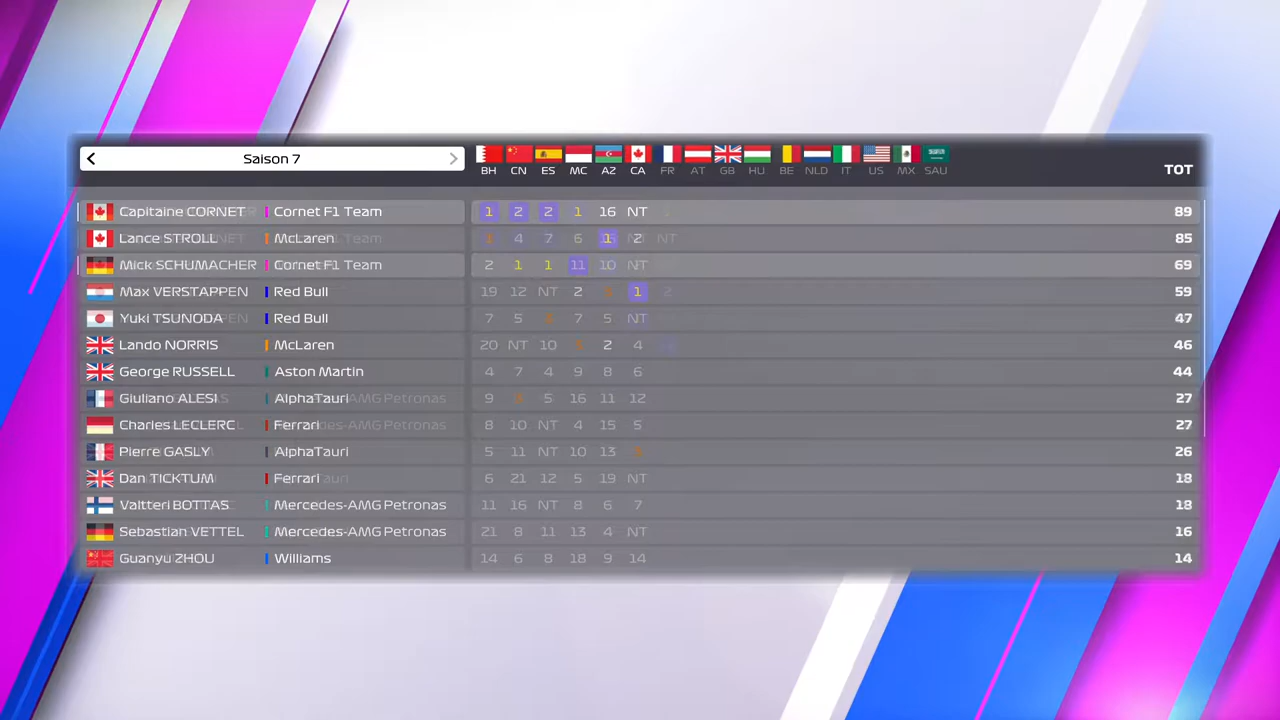 Saison 7
BH CN ES MC AZ CA FR AT GB HU BE NLD IT US MX SAU TOT
Capitaine CORNET Cornet F1 Team 1 2 2 1 16 NT 89
Lance STROLL McLaren 4 7 6 1 2 NT 85
Mick SCHUMACHER Cornet F1 Team 2 1 1 11 10 NT 69
Max VERSTAPPEN Red Bull 19 12 NT 2 1 2 59
Yuki TSUNODA Red Bull 7 5 7 5 NT 47
Lando NORRIS McLaren 20 NT 10 2 4 46
George RUSSELL Aston Martin 4 7 4 9 8 6 44
Giuliano ALESI AlphaTauri 9 5 16 11 12 27
Charles LECLERC Ferrari 8 10 NT 4 15 5 27
Pierre GASLY AlphaTauri 5 11 NT 10 13 26
Dan TICKTUM Ferrari 6 21 12 5 19 NT 18
Valtteri BOTTAS Mercedes-AMG Petronas 11 16 NT 8 6 7 18
Sebastian VETTEL Mercedes-AMG Petronas 21 8 11 13 4 NT 16
Guanyu ZHOU Williams 14 6 8 18 9 14 14